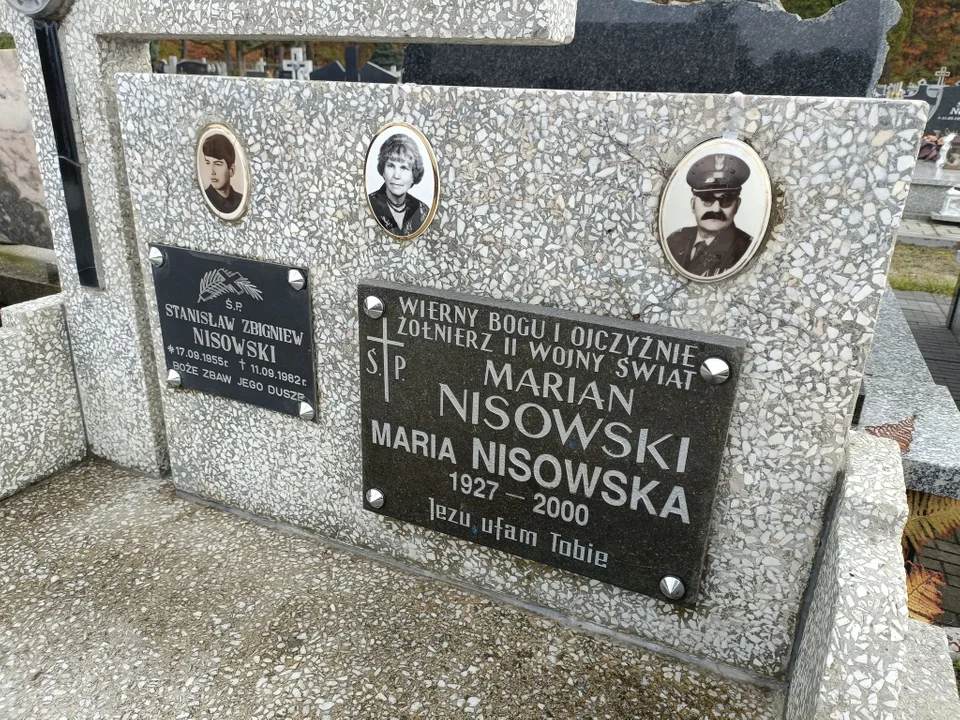 Ś.P.
STANISŁAW ZBIGNIEW
NISOWSKI
*17.09.1955r. †11.09.1982r.
BOŻE ZBAW JEGO DUSZĘ
WIERNY BOGU I OJCZYŹNIE
ŻOŁNIERZ II WOJNY ŚWIAT
Ś.P.
MARIAN
NISOWSKI
MARIA NISOWSKA
1927 — 2000
Jezu, ufam Tobie